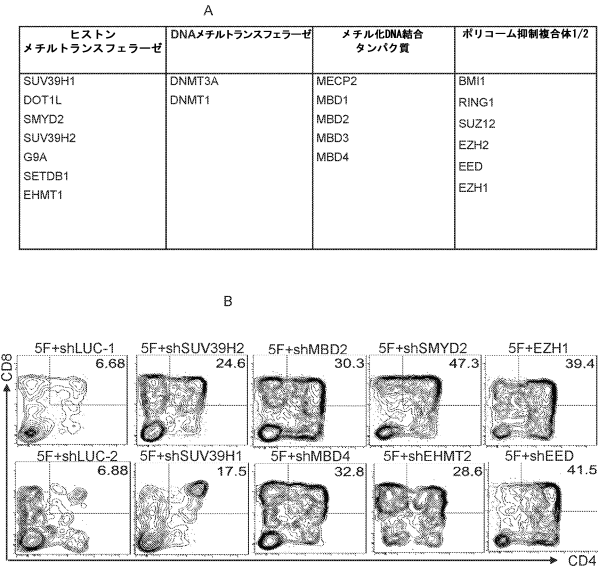 A
ヒストン
メチルトランスフェラーゼ
DNAメチルトランスフェラーゼ
メチル化DNA結合
タンパク質
ポリコーム抑制複合体1/2
SUV39H1
DOT1L
SMYD2
SUV39H2
G9A
SETDB1
EHMT1
DNMT3A
DNMT1
MECP2
MBD1
MBD2
MBD3
MBD4
BMI1
RING1
SUZ12
EZH2
EED
EZH1
B
5F+shLUC-1
6.68
5F+shSUV39H2
24.6
5F+shMBD2
30.3
5F+shSMYD2
47.3
5F+EZH1
39.4
5F+shLUC-2
6.88
5F+shSUV39H1
17.5
5F+shMBD4
32.8
5F+shEHMT2
28.6
5F+shEED
41.5
CD8
CD4